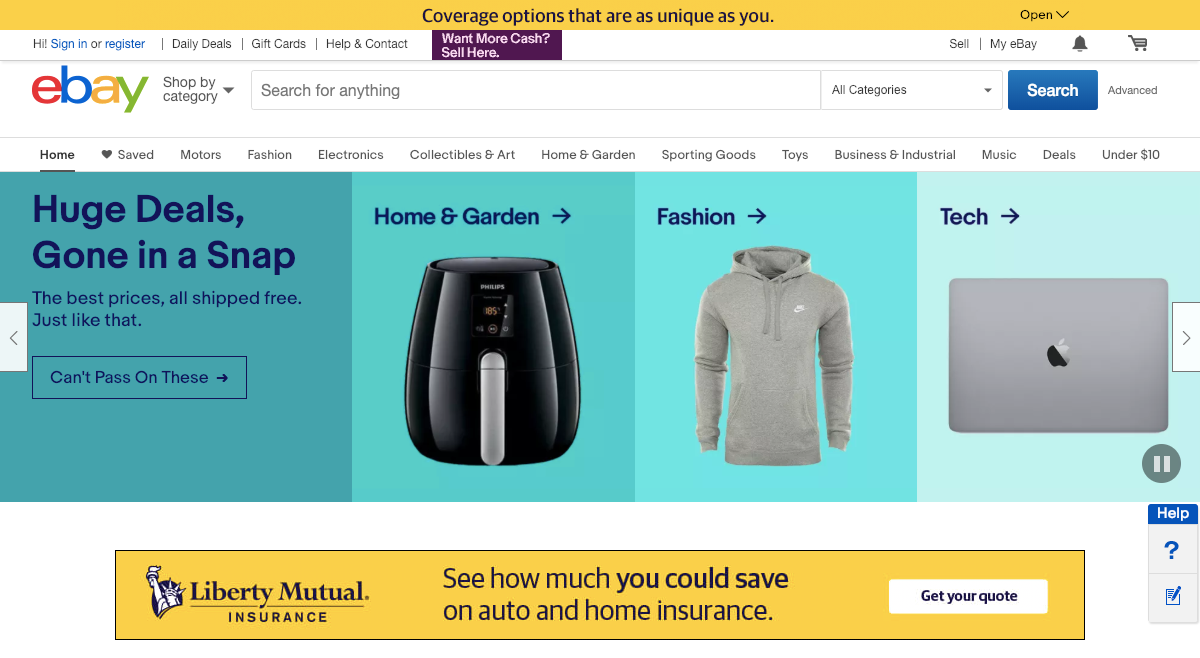 Coverage options that are as unique as you.
Open
Hi! Sign in or register | Daily Deals | Gift Cards | Help & Contact
Want More Cash?
Sell Here.
Sell | My eBay
ebay
Shop by
category
Search for anything
All Categories
Search
Advanced
Home
Saved
Motors
Fashion
Electronics
Collectibles & Art
Home & Garden
Sporting Goods
Toys
Business & Industrial
Music
Deals
Under $10
Huge Deals,
Gone in a Snap
The best prices, all shipped free.
Just like that.
Can't Pass On These →
Home & Garden →
PHILIPS
185°
Fashion →
Tech →
Help
?
Liberty Mutual.
INSURANCE
See how much you could save
on auto and home insurance.
Get your quote